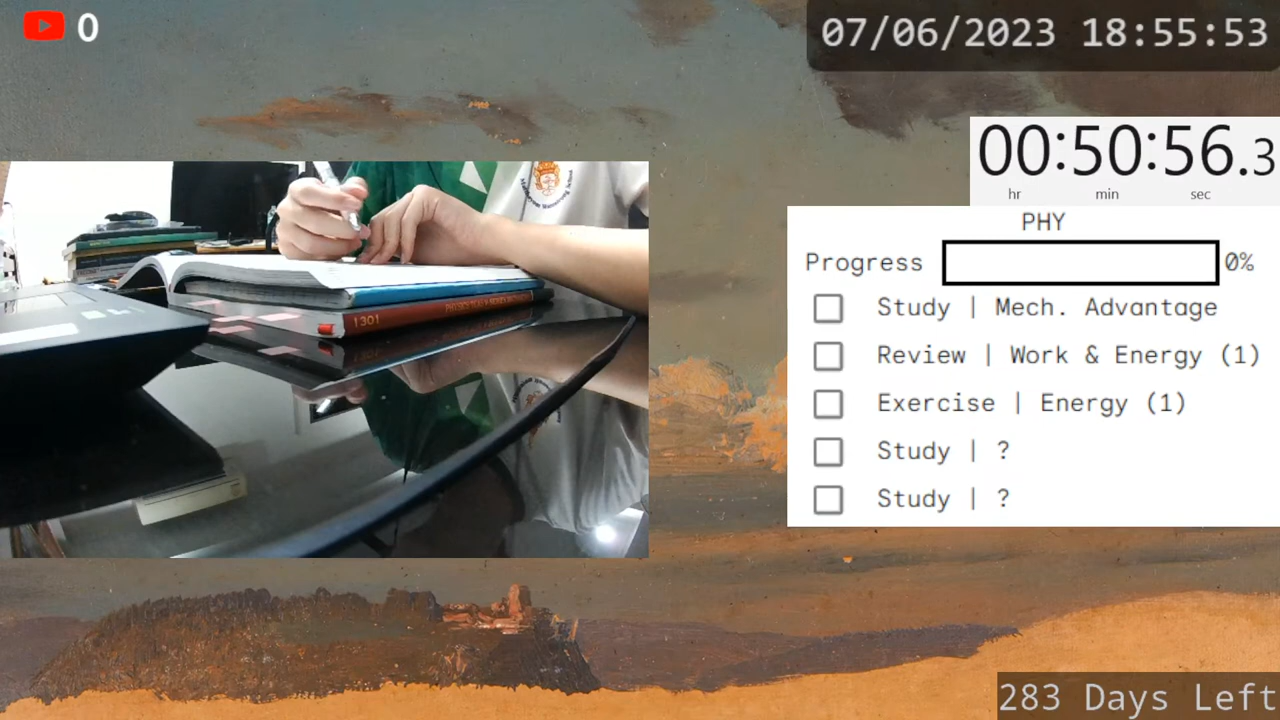 0
07/06/2023 18:55:53
00:50:56.3
hr min sec
PHY
Progress 0%
Study | Mech. Advantage
Review | Work & Energy (1)
Exercise | Energy (1)
Study | ?
Study | ?
1301
283 Days Left